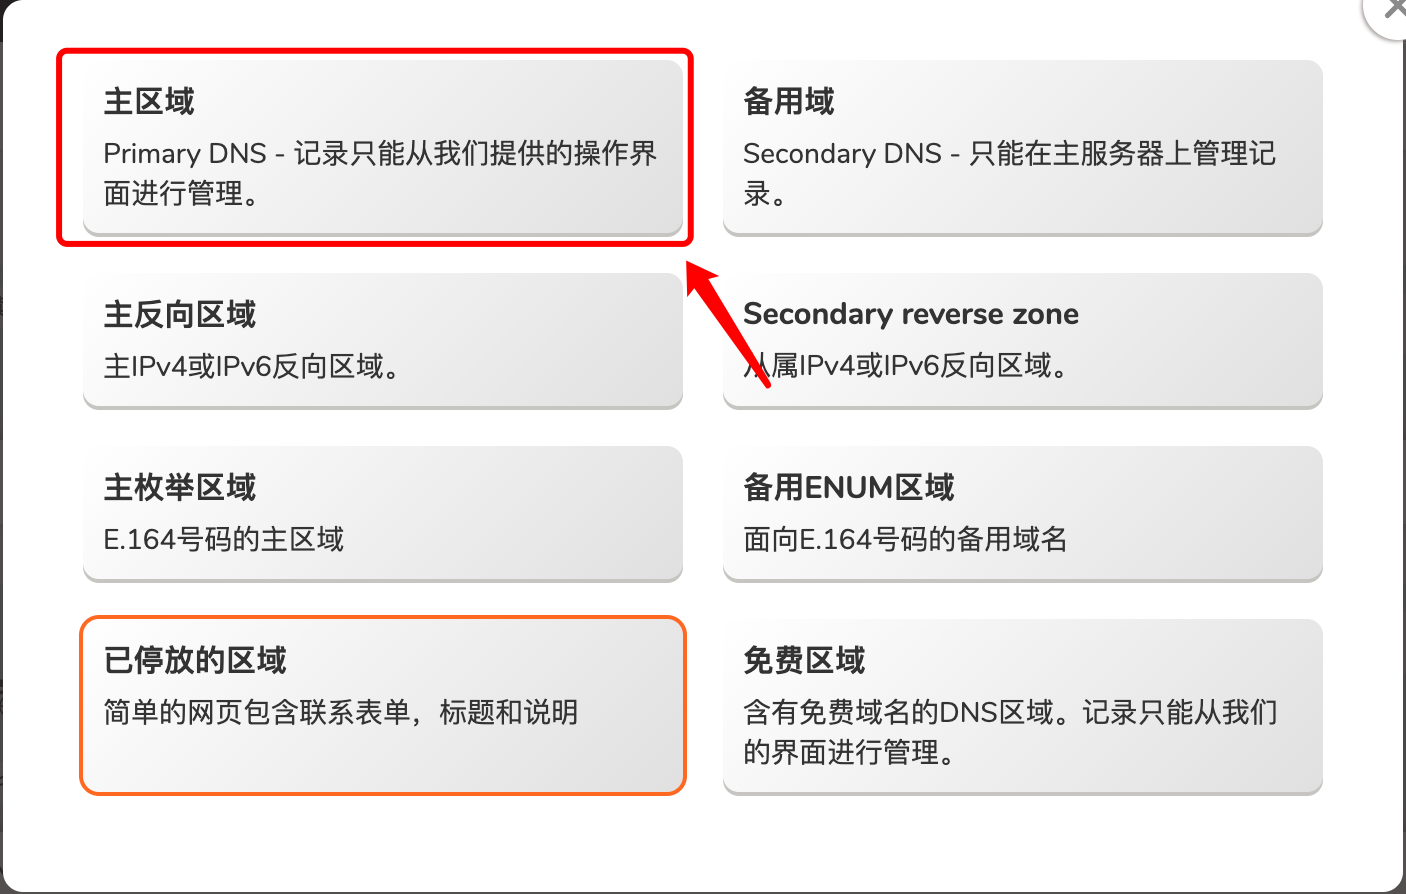 主区域
Primary DNS - 记录只能从我们提供的操作界
面进行管理。
备用域
Secondary DNS - 只能在主服务器上管理记
录。
主反向区域
主IPv4或IPv6反向区域。
Secondary reverse zone
从属IPv4或IPv6反向区域。
主枚举区域
E.164号码的主区域
备用ENUM区域
面向E.164号码的备用域名
已停放的区域
简单的网页包含联系表单，标题和说明
免费区域
含有免费域名的DNS区域。记录只能从我们
的界面进行管理。